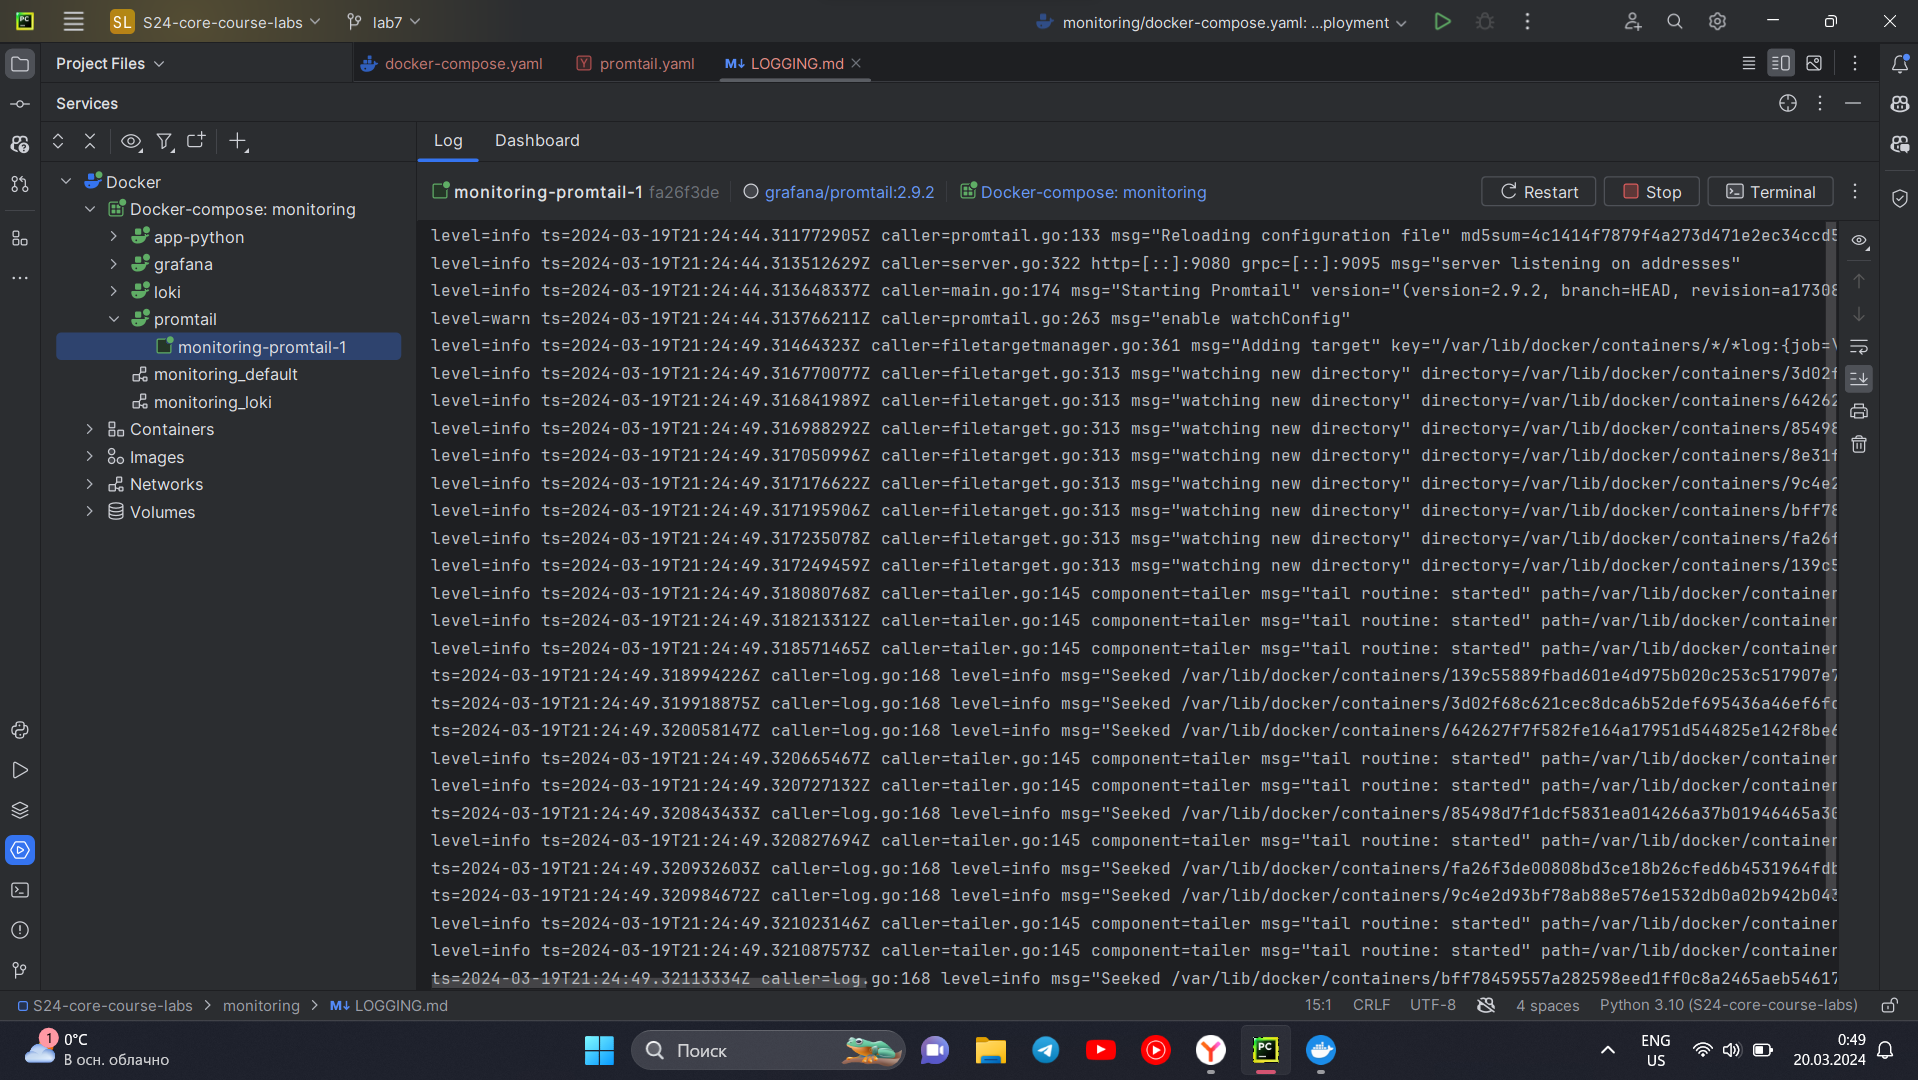 SL S24-core-course-labs lab7 monitoring/docker-compose.yaml: ...ployment
Project Files docker-compose.yaml promtail.yaml LOGGING.md
Services
Log Dashboard
Docker
Docker-compose: monitoring
app-python
grafana
loki
promtail
monitoring-promtail-1
monitoring_default
monitoring_loki
Containers
Images
Networks
Volumes
monitoring-promtail-1 fa26f3de grafana/promtail:2.9.2 Docker-compose: monitoring Restart Stop Terminal
level=info ts=2024-03-19T21:24:44.311772905Z caller=promtail.go:133 msg="Reloading configuration file" md5sum=4c1414f7879f4a273d471e2ec34ccd5
level=info ts=2024-03-19T21:24:44.313512629Z caller=server.go:322 http=[::]:9080 grpc=[::]:9095 msg="server listening on addresses"
level=info ts=2024-03-19T21:24:44.313648337Z caller=main.go:174 msg="Starting Promtail" version="(version=2.9.2, branch=HEAD, revision=a17308
level=warn ts=2024-03-19T21:24:44.313766211Z caller=promtail.go:263 msg="enable watchConfig"
level=info ts=2024-03-19T21:24:49.31464323Z caller=filetargetmanager.go:361 msg="Adding target" key="/var/lib/docker/containers/*/*log:{job=\
level=info ts=2024-03-19T21:24:49.316770077Z caller=filetarget.go:313 msg="watching new directory" directory=/var/lib/docker/containers/3d02f
level=info ts=2024-03-19T21:24:49.316841989Z caller=filetarget.go:313 msg="watching new directory" directory=/var/lib/docker/containers/64262
level=info ts=2024-03-19T21:24:49.316988292Z caller=filetarget.go:313 msg="watching new directory" directory=/var/lib/docker/containers/85498
level=info ts=2024-03-19T21:24:49.317050996Z caller=filetarget.go:313 msg="watching new directory" directory=/var/lib/docker/containers/8e31f
level=info ts=2024-03-19T21:24:49.317176622Z caller=filetarget.go:313 msg="watching new directory" directory=/var/lib/docker/containers/9c4e2
level=info ts=2024-03-19T21:24:49.317195906Z caller=filetarget.go:313 msg="watching new directory" directory=/var/lib/docker/containers/bff78
level=info ts=2024-03-19T21:24:49.317235078Z caller=filetarget.go:313 msg="watching new directory" directory=/var/lib/docker/containers/fa26f
level=info ts=2024-03-19T21:24:49.317249459Z caller=filetarget.go:313 msg="watching new directory" directory=/var/lib/docker/containers/139c5
level=info ts=2024-03-19T21:24:49.318080768Z caller=tailer.go:145 component=tailer msg="tail routine: started" path=/var/lib/docker/container
level=info ts=2024-03-19T21:24:49.318213312Z caller=tailer.go:145 component=tailer msg="tail routine: started" path=/var/lib/docker/container
level=info ts=2024-03-19T21:24:49.318571465Z caller=tailer.go:145 component=tailer msg="tail routine: started" path=/var/lib/docker/container
ts=2024-03-19T21:24:49.318994226Z caller=log.go:168 level=info msg="Seeked /var/lib/docker/containers/139c55889fbad601e4d975b020c253c517907e7
ts=2024-03-19T21:24:49.319918875Z caller=log.go:168 level=info msg="Seeked /var/lib/docker/containers/3d02f68c621cec8dca6b52def695436a46ef6fc
ts=2024-03-19T21:24:49.320058147Z caller=log.go:168 level=info msg="Seeked /var/lib/docker/containers/642627f7f582fe164a17951d544825e142f8be6
level=info ts=2024-03-19T21:24:49.320665467Z caller=tailer.go:145 component=tailer msg="tail routine: started" path=/var/lib/docker/container
level=info ts=2024-03-19T21:24:49.320727132Z caller=tailer.go:145 component=tailer msg="tail routine: started" path=/var/lib/docker/container
ts=2024-03-19T21:24:49.320843433Z caller=log.go:168 level=info msg="Seeked /var/lib/docker/containers/85498d7f1dcf5831ea014266a37b01946465a30
level=info ts=2024-03-19T21:24:49.320827694Z caller=tailer.go:145 component=tailer msg="tail routine: started" path=/var/lib/docker/container
ts=2024-03-19T21:24:49.320932603Z caller=log.go:168 level=info msg="Seeked /var/lib/docker/containers/fa26f3de00808bd3ce18b26cfed6b4531964fdb
ts=2024-03-19T21:24:49.320984672Z caller=log.go:168 level=info msg="Seeked /var/lib/docker/containers/9c4e2d93bf78ab88e576e1532db0a02b942b043
level=info ts=2024-03-19T21:24:49.321023146Z caller=tailer.go:145 component=tailer msg="tail routine: started" path=/var/lib/docker/container
level=info ts=2024-03-19T21:24:49.321087573Z caller=tailer.go:145 component=tailer msg="tail routine: started" path=/var/lib/docker/container
ts=2024-03-19T21:24:49.32113334Z caller=log.go:168 level=info msg="Seeked /var/lib/docker/containers/bff78459557a282598eed1ff0c8a2465aeb54617
S24-core-course-labs monitoring LOGGING.md 15:1 CRLF UTF-8 4 spaces Python 3.10 (S24-core-course-labs)
1 0°C
В осн. облачно
Поиск
PC
ENG
US
0:49
20.03.2024